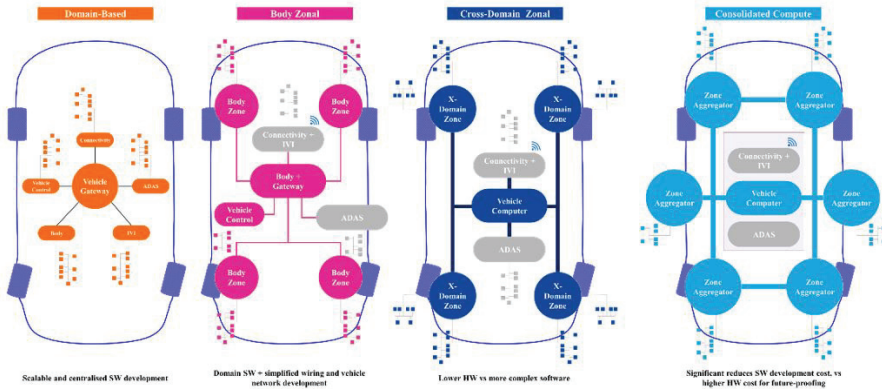 Domain-Based
Connectivity
Vehicle
Control
Vehicle
Gateway
ADAS
Body
IVI
Scalable and centralised SW development
Body Zonal
Body
Zone
Body
Zone
Connectivity +
IVI
Body +
Gateway
Vehicle
Control
ADAS
Body
Zone
Body
Zone
Domain SW + simplified wiring and vehicle
network development
Cross-Domain Zonal
X-
Domain
Zone
X-
Domain
Zone
Connectivity +
IVI
Vehicle
Computer
ADAS
X-
Domain
Zone
X-
Domain
Zone
Lower HW vs more complex software
Consolidated Compute
Zone
Aggregator
Zone
Aggregator
Connectivity +
IVI
Zone
Aggregator
Vehicle
Computer
Zone
Aggregator
ADAS
Zone
Aggregator
Zone
Aggregator
Significant reduces SW development cost. vs
higher HW cost for future-proofing